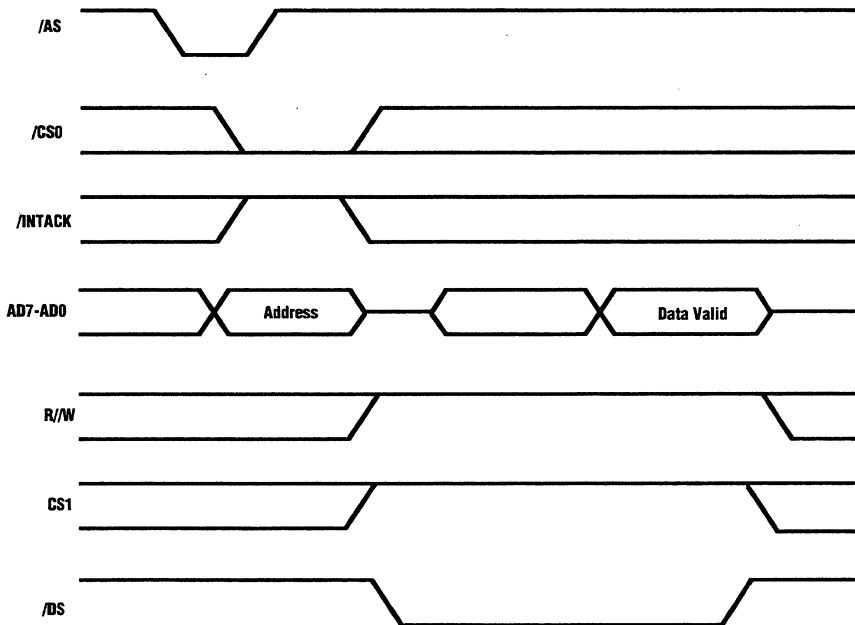 /AS
/CS0
/INTACK
AD7-AD0 Address Data Valid
R//W
CS1
/DS